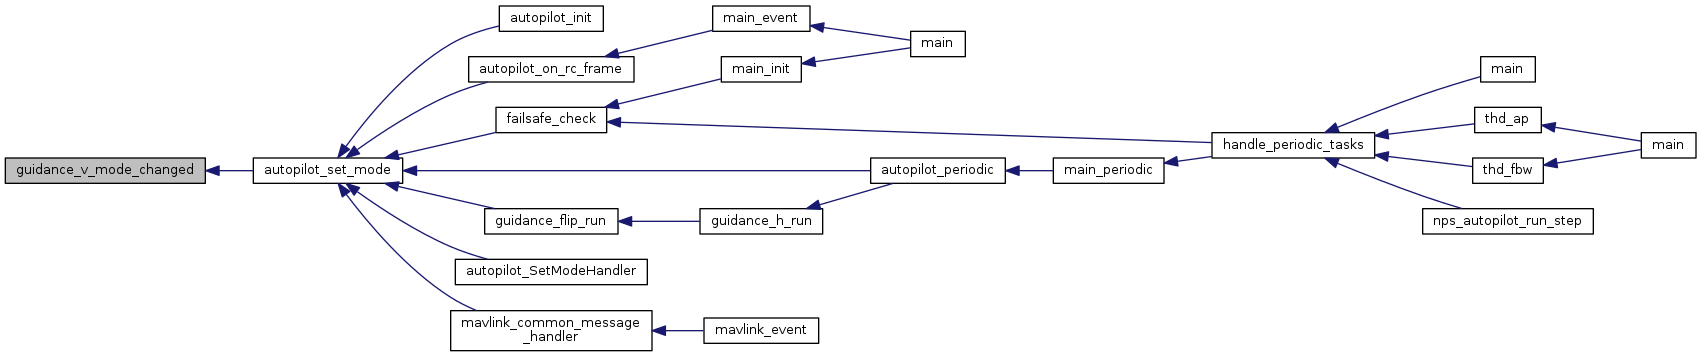 autopilot_init
main_event
main
autopilot_on_rc_frame
main_init
main
failsafe_check
thd_ap
handle_periodic_tasks
main
guidance_v_mode_changed
autopilot_set_mode
autopilot_periodic
main_periodic
thd_fbw
guidance_flip_run
guidance_h_run
nps_autopilot_run_step
autopilot_SetModeHandler
mavlink_common_message
_handler
mavlink_event